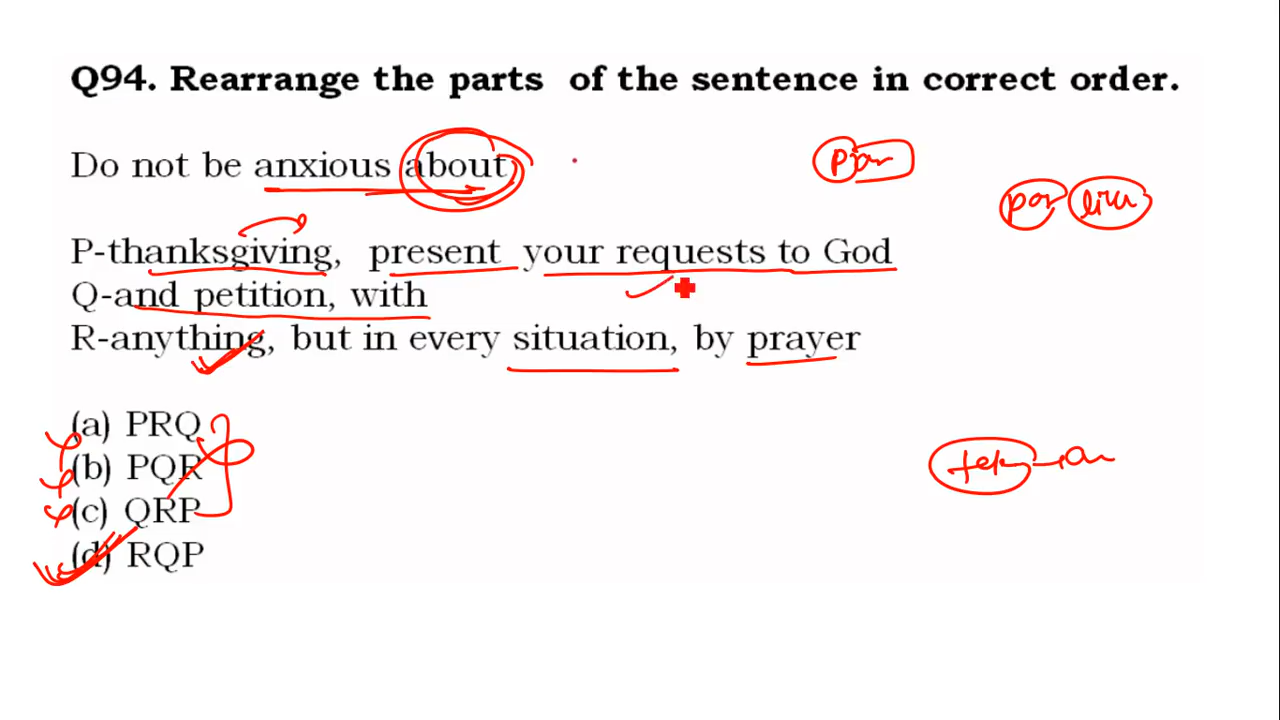 Q94. Rearrange the parts of the sentence in correct order.
Do not be anxious about
P-thanksgiving, present your requests to God
Q-and petition, with
R-anything, but in every situation, by prayer
(a) PRQ
(b) PQR
(c) QRP
(d) RQP